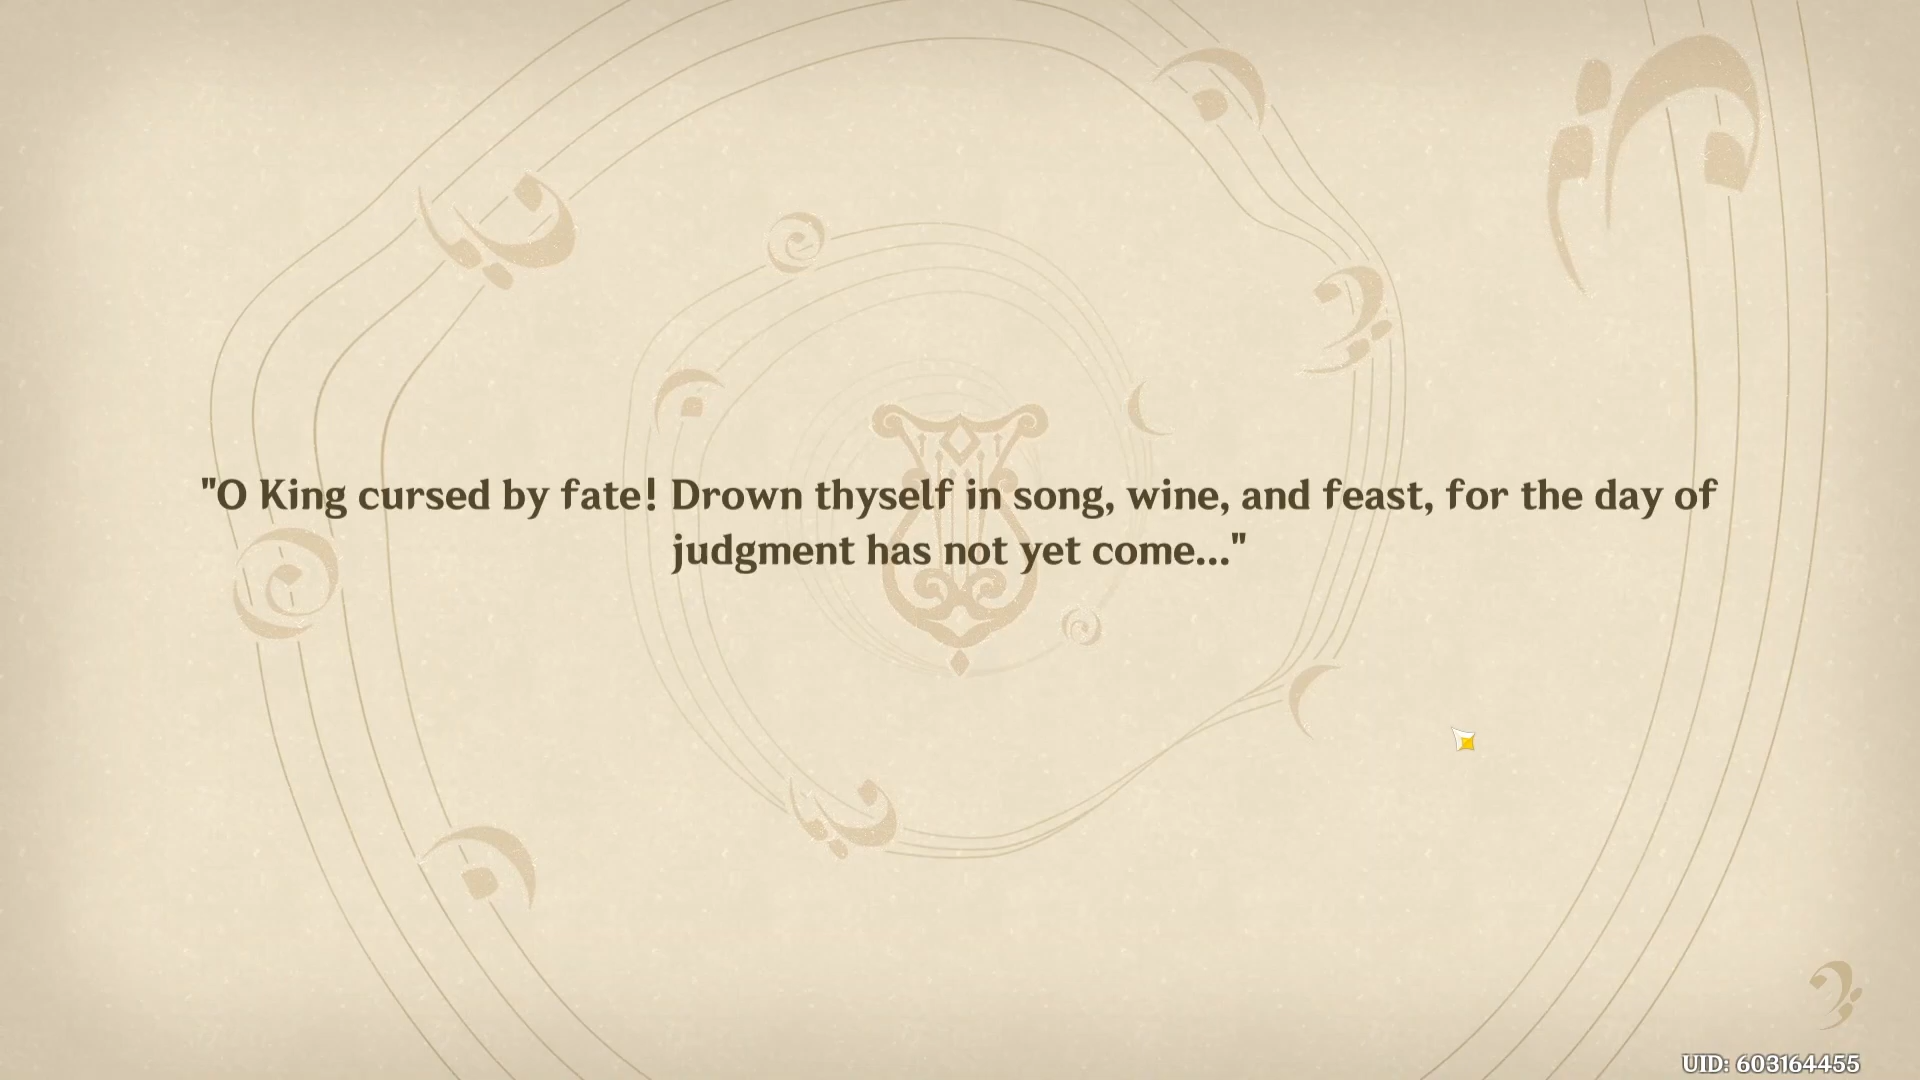 "O King cursed by fate! Drown thyself in song, wine, and feast, for the day of
judgment has not yet come..."
UID: 603164455